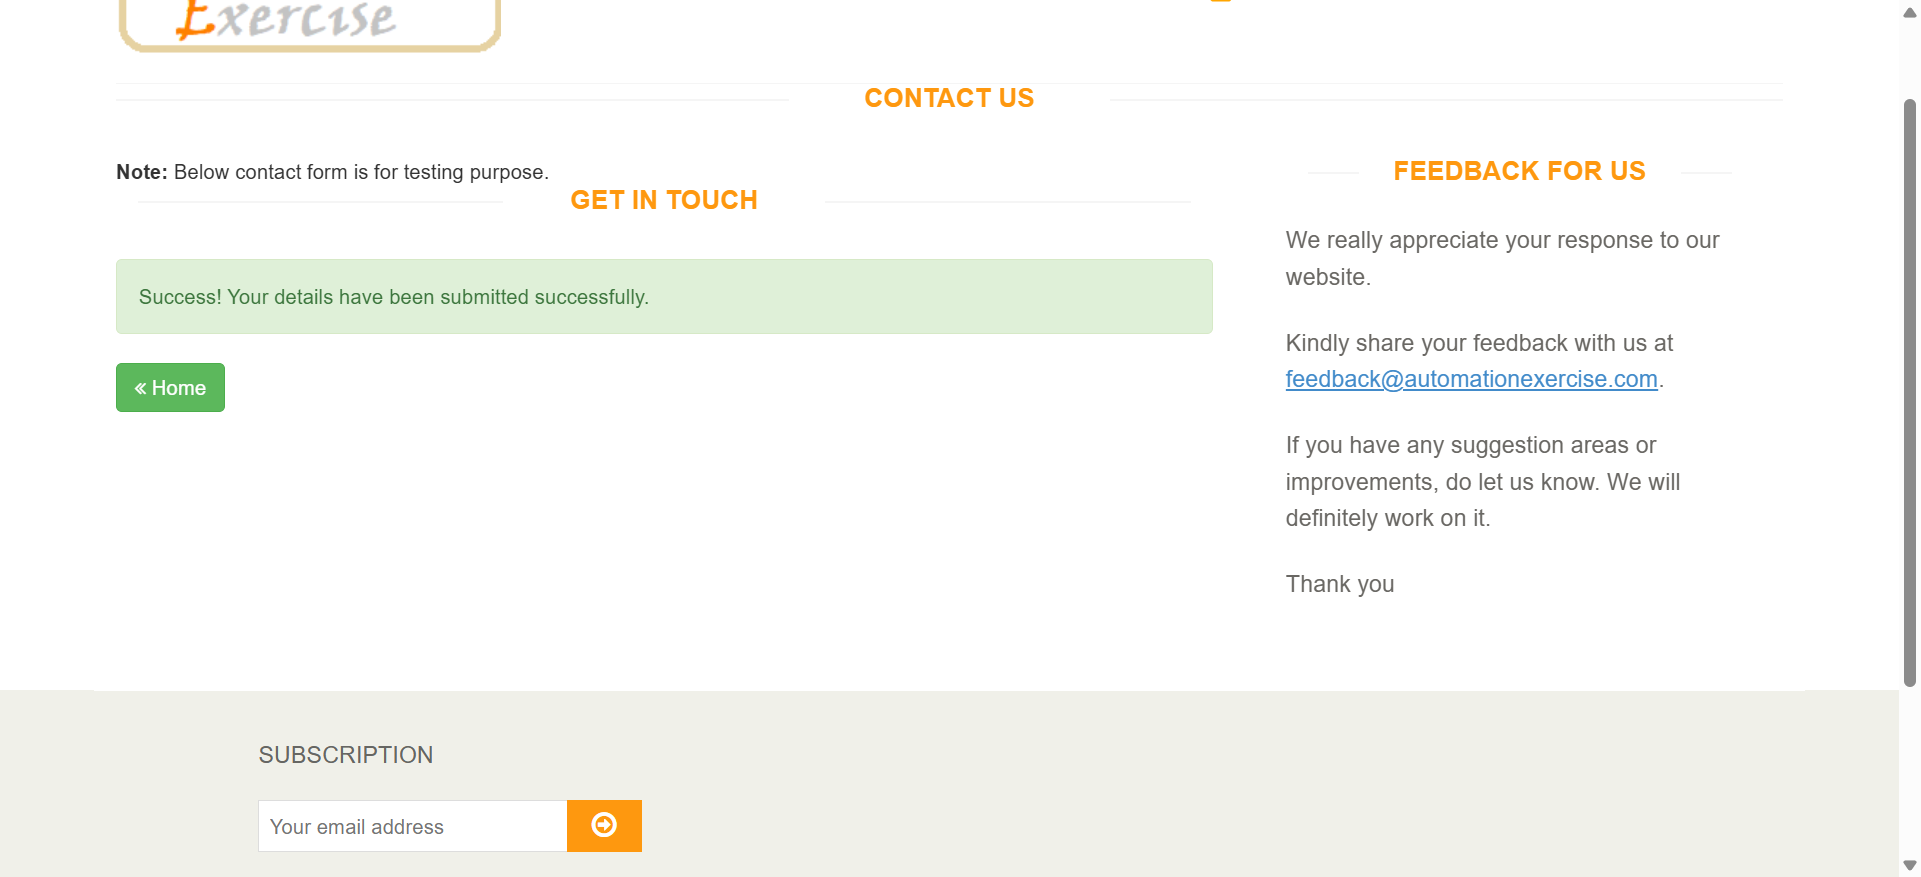 Exercise
CONTACT US
Note: Below contact form is for testing purpose.
GET IN TOUCH
Success! Your details have been submitted successfully.
« Home
FEEDBACK FOR US
We really appreciate your response to our
website.
Kindly share your feedback with us at
feedback@automationexercise.com.
If you have any suggestion areas or
improvements, do let us know. We will
definitely work on it.
Thank you
SUBSCRIPTION
Your email address